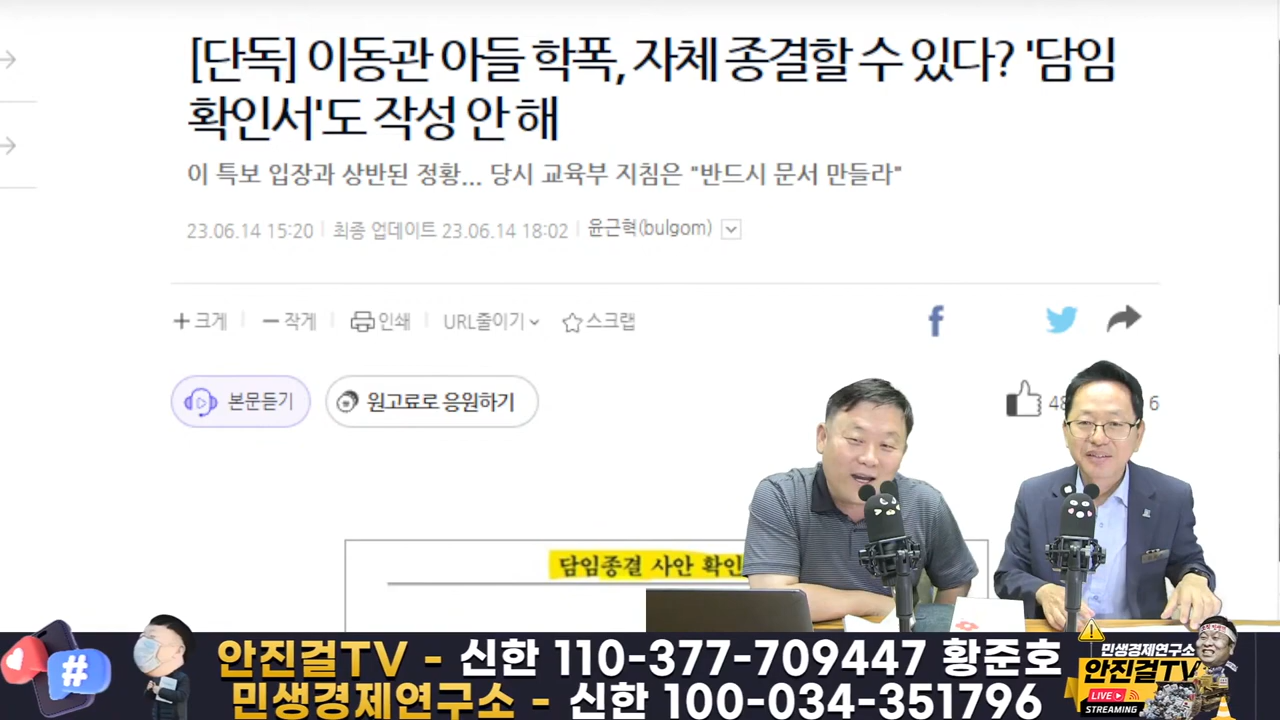 [단독] 이동관 아들 학폭, 자체 종결할 수 있다? '담임
확인서'도 작성 안 해
이 특보 입장과 상반된 정황... 당시 교육부 지침은 "반드시 문서 만들라"
23.06.14 15:20 최종 업데이트 23.06.14 18:02 윤근혁(bulgom)
크게 작게 인쇄 URL줄이기 스크랩
본문듣기 원고료로 응원하기
6
담임종결 사안 확인
안진걸TV - 신한 110-377-709447 황준호
민생경제연구소 - 신한 100-034-351796
#
민생경제연구소
안진걸TV
LIVE
STREAMING